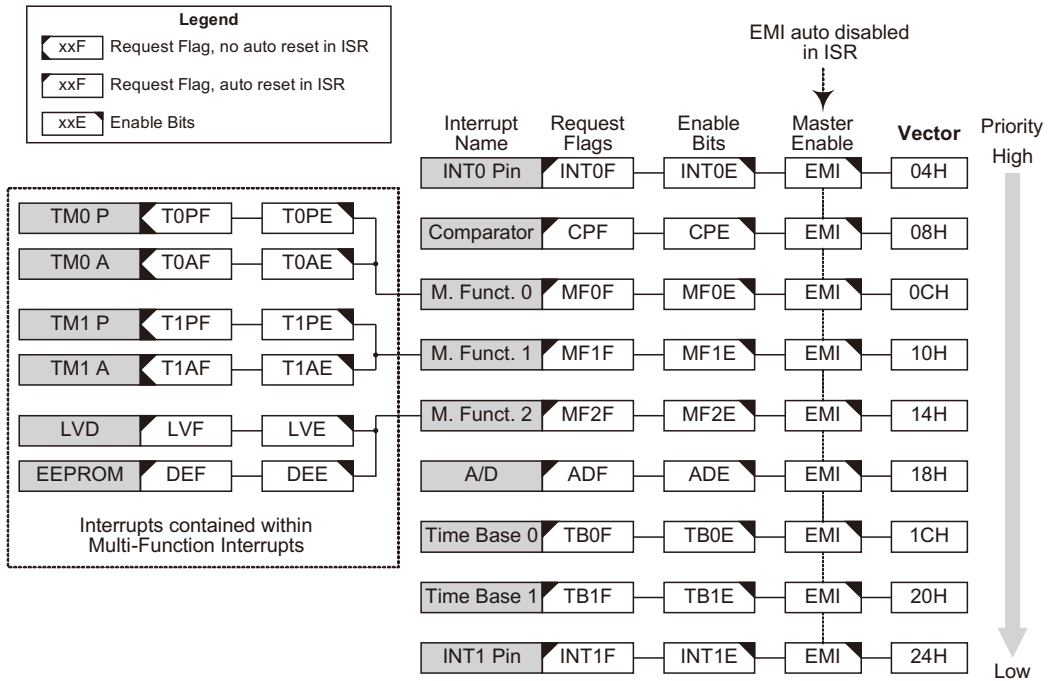 Legend
xxF Request Flag, no auto reset in ISR
xxF Request Flag, auto reset in ISR
xxE Enable Bits
EMI auto disabled
in ISR
Interrupt Name
Request Flags
Enable Bits
Master Enable
Vector
Priority
High
INT0 Pin INT0F INT0E EMI 04H
Comparator CPF CPE EMI 08H
M. Funct. 0 MF0F MF0E EMI 0CH
M. Funct. 1 MF1F MF1E EMI 10H
M. Funct. 2 MF2F MF2E EMI 14H
A/D ADF ADE EMI 18H
Time Base 0 TB0F TB0E EMI 1CH
Time Base 1 TB1F TB1E EMI 20H
INT1 Pin INT1F INT1E EMI 24H
Low
TM0 P T0PF T0PE
TM0 A T0AF T0AE
TM1 P T1PF T1PE
TM1 A T1AF T1AE
LVD LVF LVE
EEPROM DEF DEE
Interrupts contained within
Multi-Function Interrupts